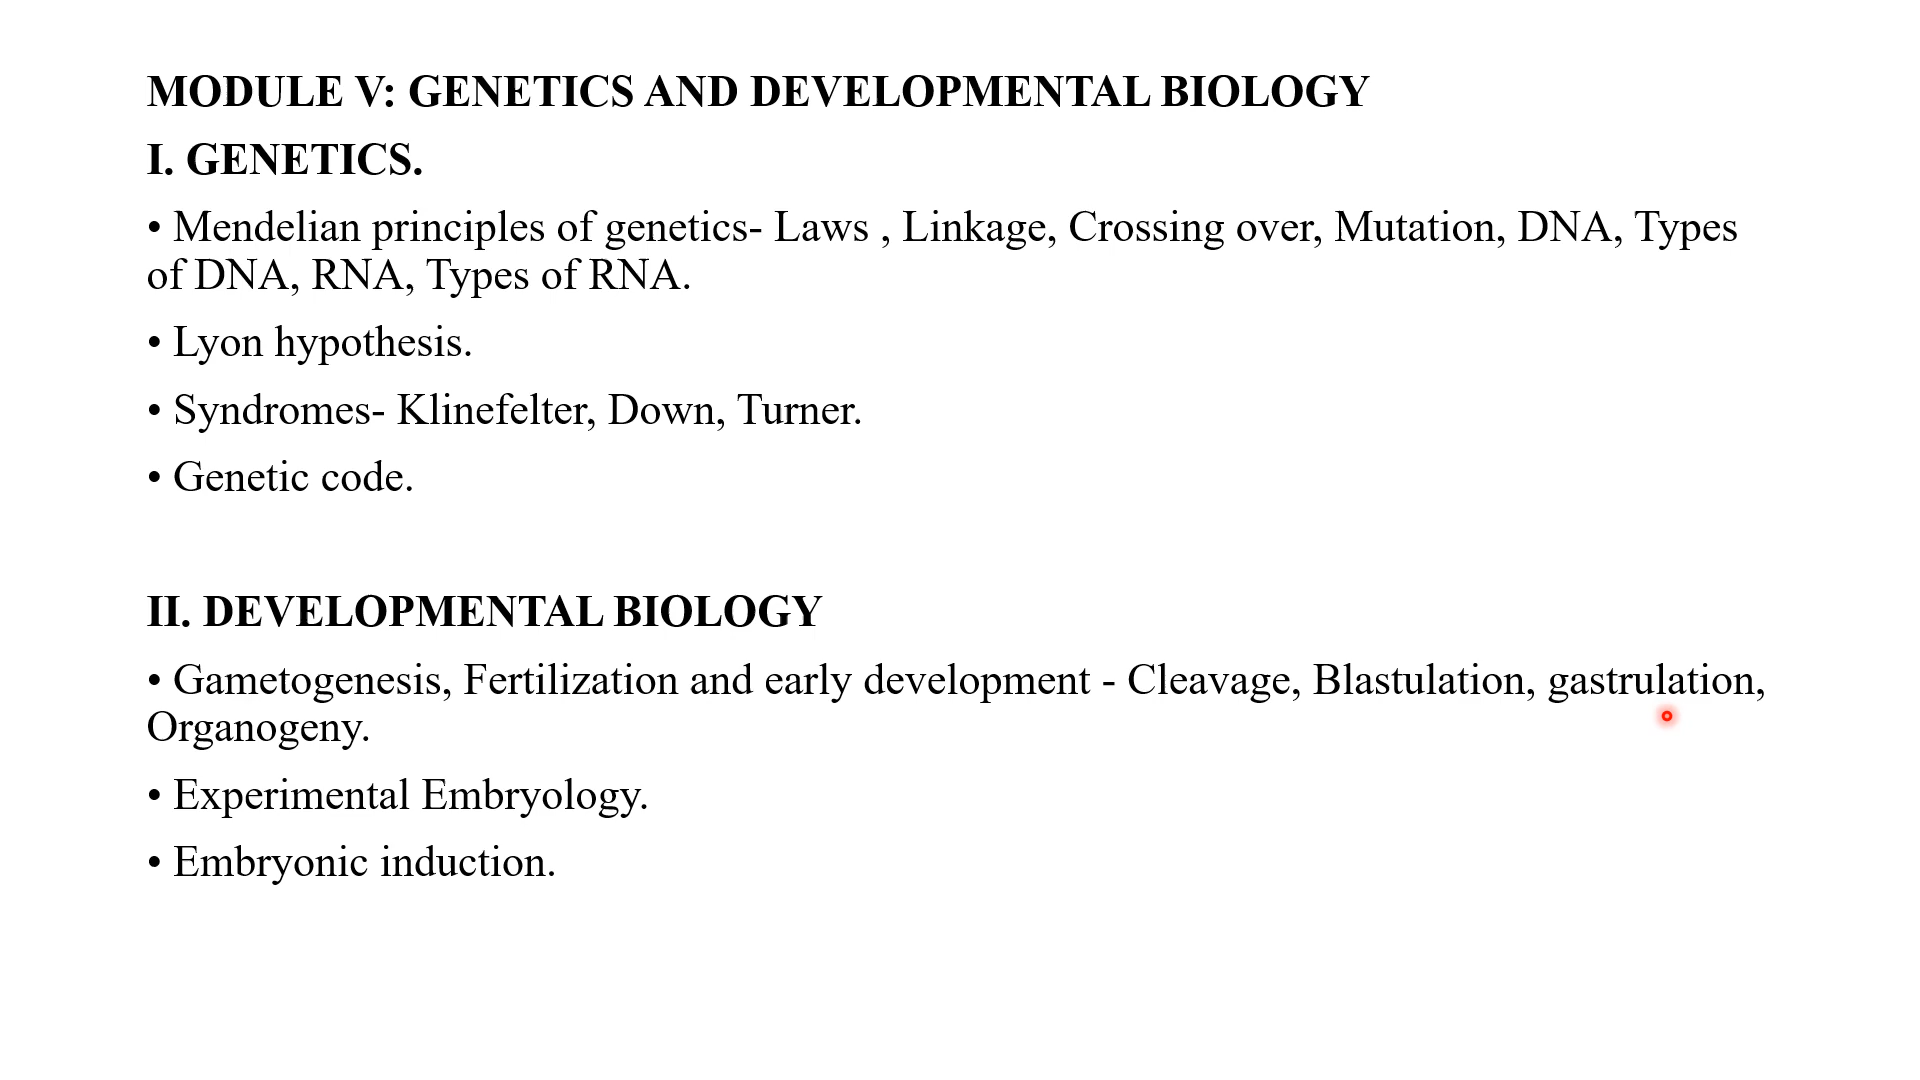 MODULE V: GENETICS AND DEVELOPMENTAL BIOLOGY
I. GENETICS.
• Mendelian principles of genetics- Laws , Linkage, Crossing over, Mutation, DNA, Types
of DNA, RNA, Types of RNA.
• Lyon hypothesis.
• Syndromes- Klinefelter, Down, Turner.
• Genetic code.
II. DEVELOPMENTAL BIOLOGY
• Gametogenesis, Fertilization and early development - Cleavage, Blastulation, gastrulation,
Organogeny.
• Experimental Embryology.
• Embryonic induction.